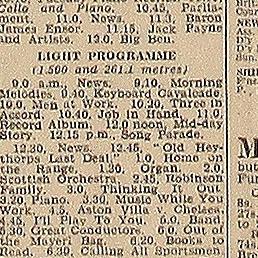 Cello and Piano. 10.45, Parlia-
ment. 11.0, News. 11.3, Baron
James Ensor. 11.15, Jack Payne
and Artists. 12.0, Big Ben.
LIGHT PROGRAMME
(1,500 and 261.1 metres)
9.0 a.m., News. 9.10, Morning
Melodies. 9.40, Keyboard Cavalcade.
10.0, Men at Work. 10.20, Three in
Accord. 10.40, Job in Hand. 11.0,
Record Album. 12.0 noon, Mid-day
Story. 12.15 p.m., Song Parade.
12.30, News. 12.45, "Old Hey-
thorps Last Deal." 1.0, Home on
the Range. 1.30, Organ. 2.0,
Scottish Orchestra. 2.45, Robinson
Family. 3.0, Thinking It Out.
3.20, Piano. 3.30, Music While You
Work. 4.0, Aston Villa v. Chelsea.
4.45, I'll Play To You. 5.0, Band.
5.30, Great Conductors. 6.0, Out of
the Mayerl Bag. 6.20, Books to
Read. 6.30, Calling All Sportsmen.